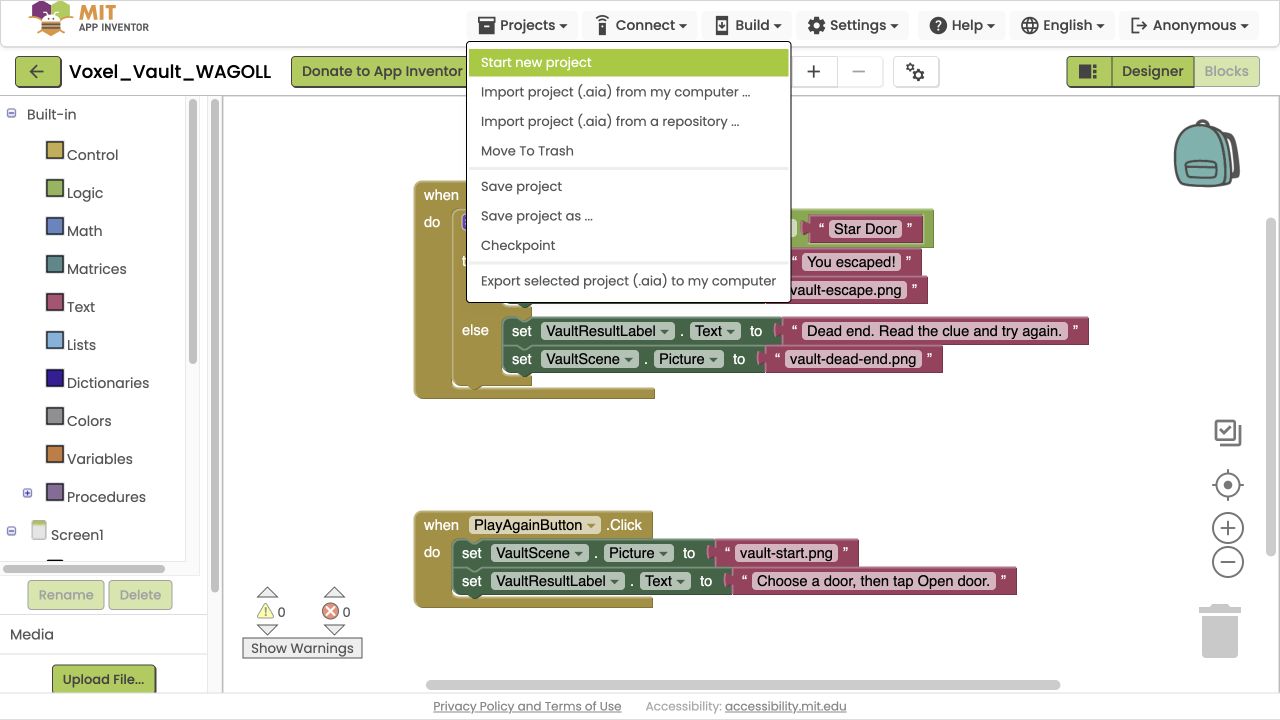 MIT
APP INVENTOR
Projects
Connect
Build
Settings
Help
English
Anonymous
Voxel_Vault_WAGOLL
Donate to App Inventor
Designer
Blocks
Start new project
Import project (.aia) from my computer ...
Import project (.aia) from a repository ...
Move To Trash
Save project
Save project as ...
Checkpoint
Export selected project (.aia) to my computer
Built-in
Control
Logic
Math
Matrices
Text
Lists
Dictionaries
Colors
Variables
Procedures
Screen1
Rename
Delete
Media
Upload File...
when
do
“ Star Door ”
“ You escaped! ”
vault-escape.png ”
else set VaultResultLabel . Text to “ Dead end. Read the clue and try again. ”
set VaultScene . Picture to “ vault-dead-end.png ”
when PlayAgainButton .Click
do set VaultScene . Picture to “ vault-start.png ”
set VaultResultLabel . Text to “ Choose a door, then tap Open door. ”
0 0
Show Warnings
Privacy Policy and Terms of Use Accessibility: accessibility.mit.edu